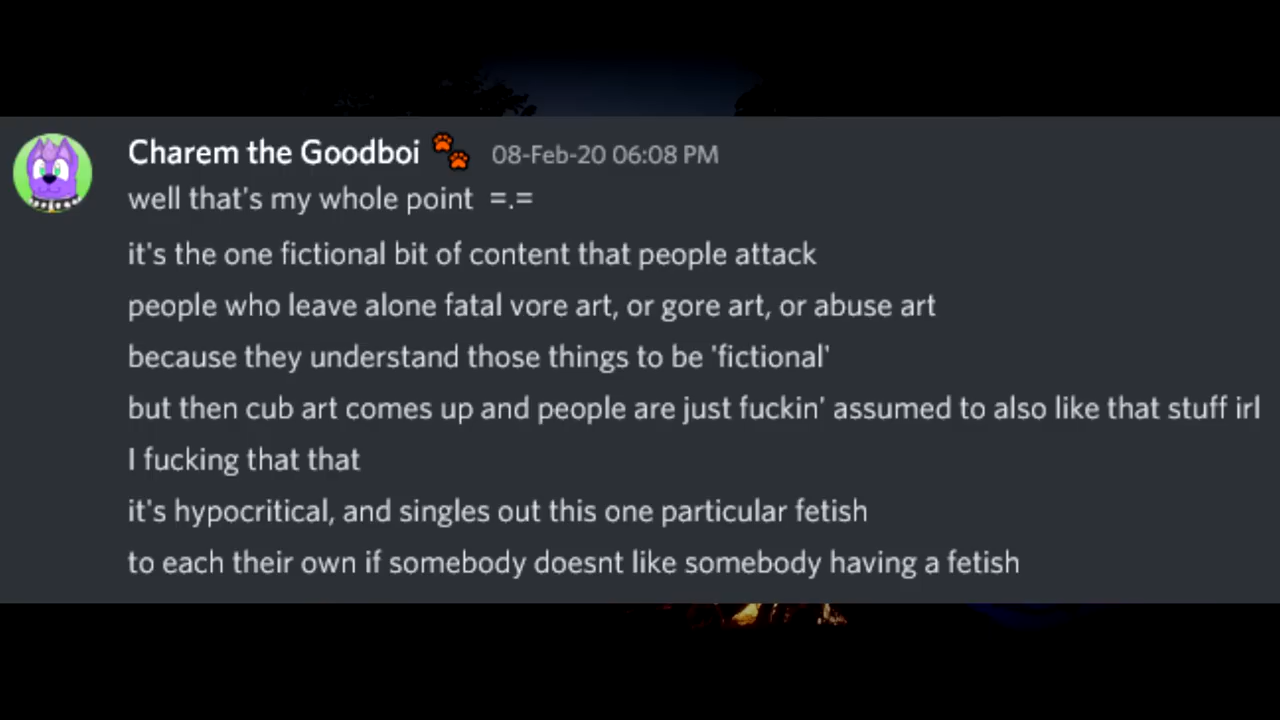 Charem the Goodboi 08-Feb-20 06:08 PM
well that's my whole point =.=
it's the one fictional bit of content that people attack
people who leave alone fatal vore art, or gore art, or abuse art
because they understand those things to be 'fictional'
but then cub art comes up and people are just fuckin' assumed to also like that stuff irl
I fucking that that
it's hypocritical, and singles out this one particular fetish
to each their own if somebody doesnt like somebody having a fetish